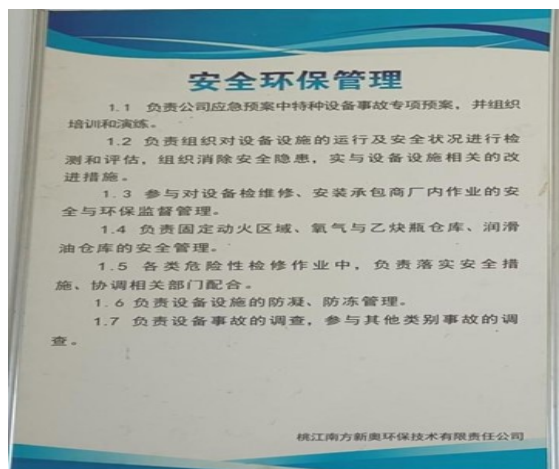 安全环保管理
1.1 负责公司应急预案中特种设备事故专项预案，并组织
培训和演练。
1.2 负责组织对设备设施的运行及安全状况进行检
测和评估，组织消除安全隐患，实与设备设施相关的改
进措施。
1.3 参与对设备检维修、安装承包商厂内作业的安
全与环保监督管理。
1.4 负责固定动火区域、氧气与乙炔瓶仓库、润滑
油仓库的安全管理。
1.5 各类危险性检修作业中，负责落实安全措
施、协调相关部门配合。
1.6 负责设备设施的防凝、防冻管理。
1.7 负责设备事故的调查，参与其他类别事故的调
查。
桃江南方新奥环保技术有限责任公司